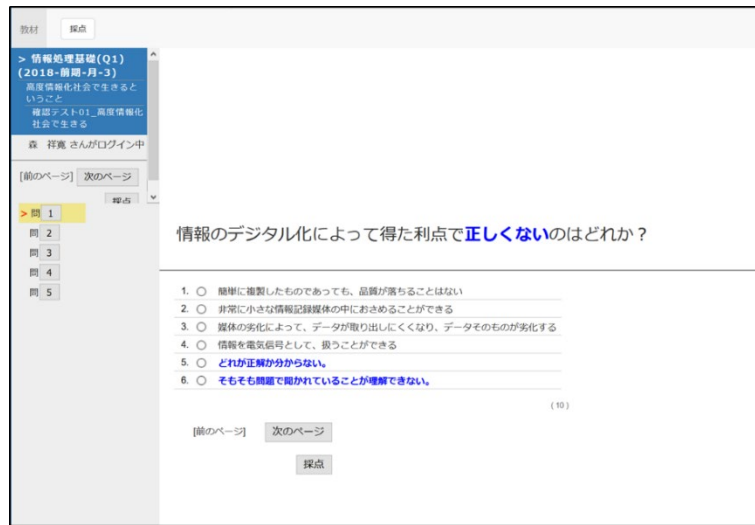 教材 採点
> 情報処理基礎(Q1)
(2018-前期-月-3)
高度情報化社会で生きると
いうこと
確認テスト01_高度情報化
社会で生きる
森 祥寛 さんがログイン中
[前のページ] 次のページ
採点
> 問 1
問 2
問 3
問 4
問 5
情報のデジタル化によって得た利点で正しくないのはどれか？
1. 簡単に複製したものであっても、品質が落ちることはない
2. 非常に小さな情報記録媒体の中におさめることができる
3. 媒体の劣化によって、データが取り出しにくくなり、データそのものが劣化する
4. 情報を電気信号として、扱うことができる
5. どれが正解か分からない。
6. そもそも問題で聞かれていることが理解できない。
(10)
[前のページ] 次のページ
採点